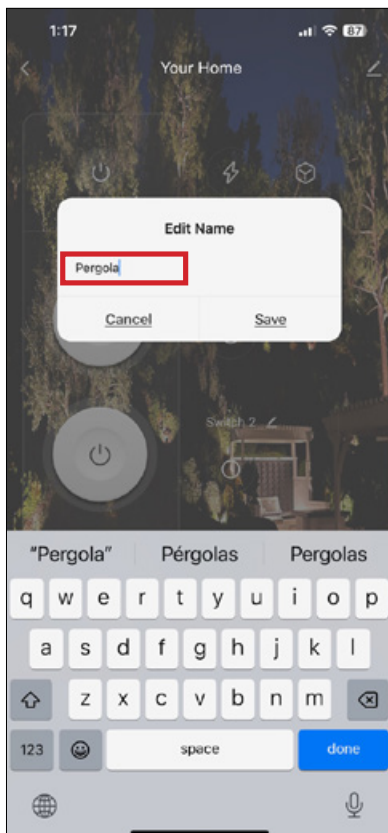 1:17 87
Your Home
Edit Name
Pergola
Cancel Save
Switch 2
"Pergola" Pérgolas Pergolas
q w e r t y u i o p
a s d f g h j k l
z x c v b n m
123 space done